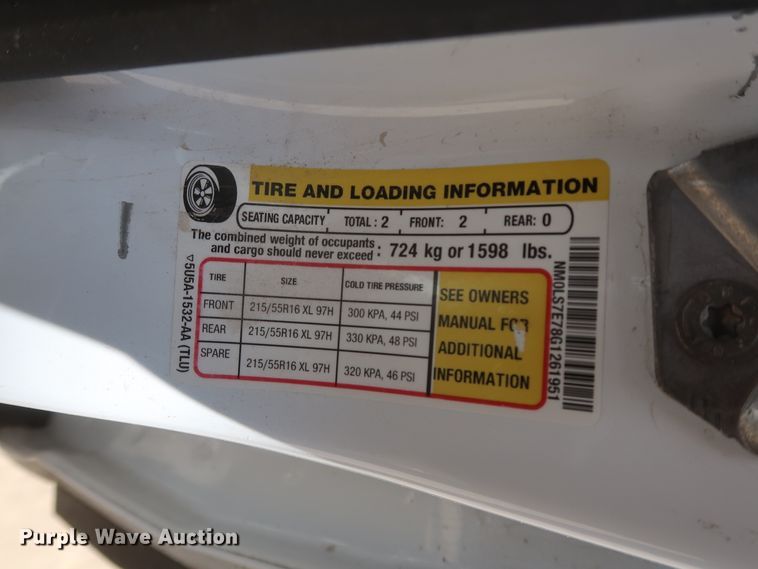 TIRE AND LOADING INFORMATION
SEATING CAPACITY TOTAL : 2 FRONT: 2 REAR: 0
The combined weight of occupants
and cargo should never exceed : 724 kg or 1598 lbs.
TIRE SIZE COLD TIRE PRESSURE
FRONT 215/55R16 XL 97H 300 KPA, 44 PSI
REAR 215/55R16 XL 97H 330 KPA, 48 PSI
SPARE 215/55R16 XL 97H 320 KPA, 46 PSI
SEE OWNERS
MANUAL FOR
ADDITIONAL
INFORMATION
5U5A-1532-AA (TLU)
NM0LS7E78G1261951
Purple Wave Auction